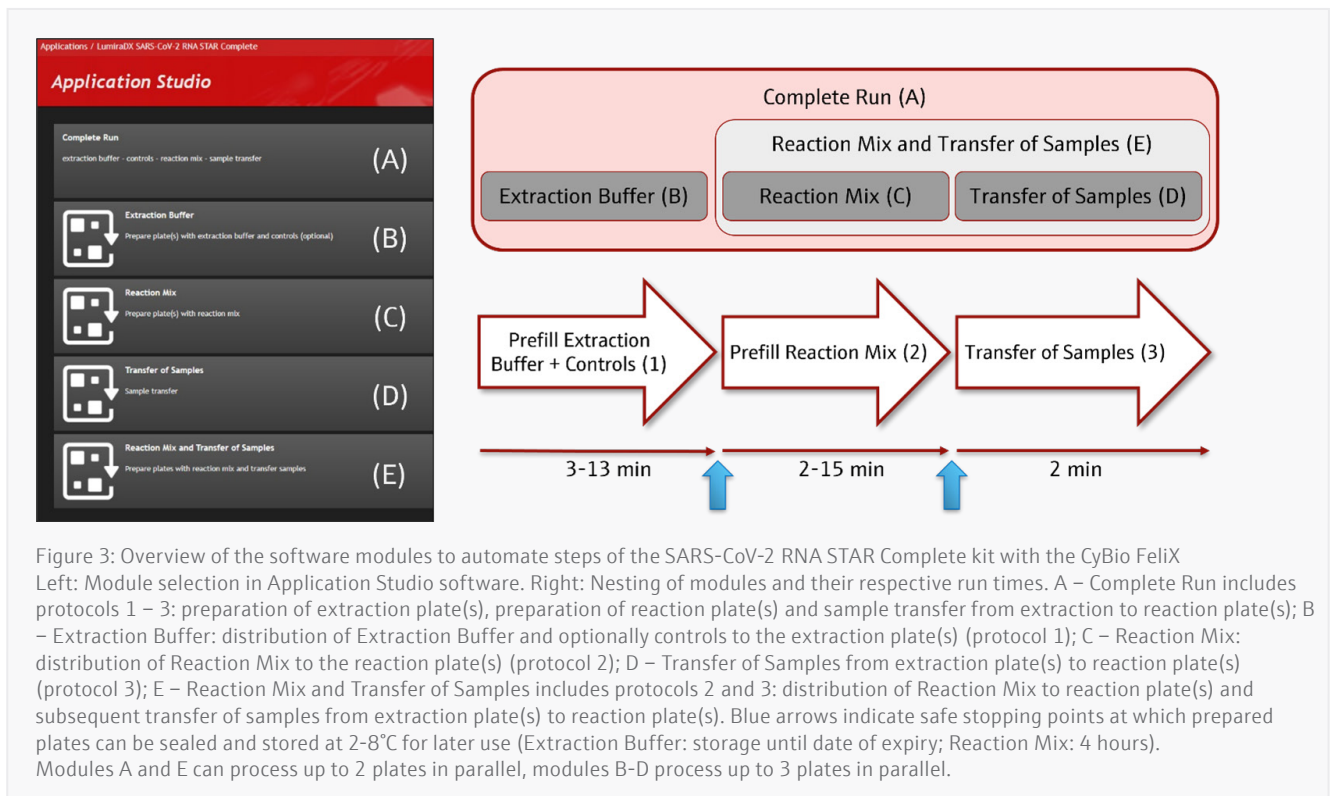 Applications / LumiraDX SARS-CoV-2 RNA STAR Complete
Application Studio
Complete Run
extraction buffer - controls - reaction mix - sample transfer
(A)
Extraction Buffer
Prepare plate(s) with extraction buffer and controls (optional)
(B)
Reaction Mix
Prepare plate(s) with reaction mix
(C)
Transfer of Samples
Sample transfer
(D)
Reaction Mix and Transfer of Samples
Prepare plates with reaction mix and transfer samples
(E)
Complete Run (A)
Reaction Mix and Transfer of Samples (E)
Extraction Buffer (B)
Reaction Mix (C)
Transfer of Samples (D)
Prefill Extraction
Buffer + Controls (1)
Prefill Reaction Mix (2)
Transfer of Samples (3)
3-13 min
2-15 min
2 min
Figure 3: Overview of the software modules to automate steps of the SARS-CoV-2 RNA STAR Complete kit with the CyBio FeliX
Left: Module selection in Application Studio software. Right: Nesting of modules and their respective run times. A – Complete Run includes
protocols 1 – 3: preparation of extraction plate(s), preparation of reaction plate(s) and sample transfer from extraction to reaction plate(s); B
– Extraction Buffer: distribution of Extraction Buffer and optionally controls to the extraction plate(s) (protocol 1); C – Reaction Mix:
distribution of Reaction Mix to the reaction plate(s) (protocol 2); D – Transfer of Samples from extraction plate(s) to reaction plate(s)
(protocol 3); E – Reaction Mix and Transfer of Samples includes protocols 2 and 3: distribution of Reaction Mix to reaction plate(s) and
subsequent transfer of samples from extraction plate(s) to reaction plate(s). Blue arrows indicate safe stopping points at which prepared
plates can be sealed and stored at 2-8°C for later use (Extraction Buffer: storage until date of expiry; Reaction Mix: 4 hours).
Modules A and E can process up to 2 plates in parallel, modules B-D process up to 3 plates in parallel.